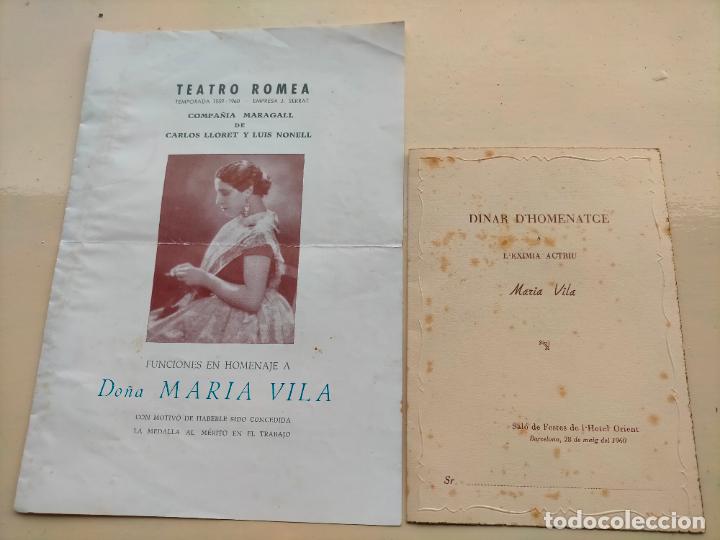 TEATRO ROMEA
TEMPORADA 1959-1960 - EMPRESA J. SERRAT
COMPAÑIA MARAGALL
DE
CARLOS LLORET Y LUIS NONELL
FUNCIONES EN HOMENAJE A
Doña MARIA VILA
CON MOTIVO DE HABERLE SIDO CONCEDIDA
LA MEDALLA AL MÉRITO EN EL TRABAJO
DINAR D'HOMENATGE
A
L'EXIMIA ACTRIU
Maria Vila
Saló de Festes de l'Hotel Orient
Barcelona, 28 de maig del 1960
Sr.
todocoleccion